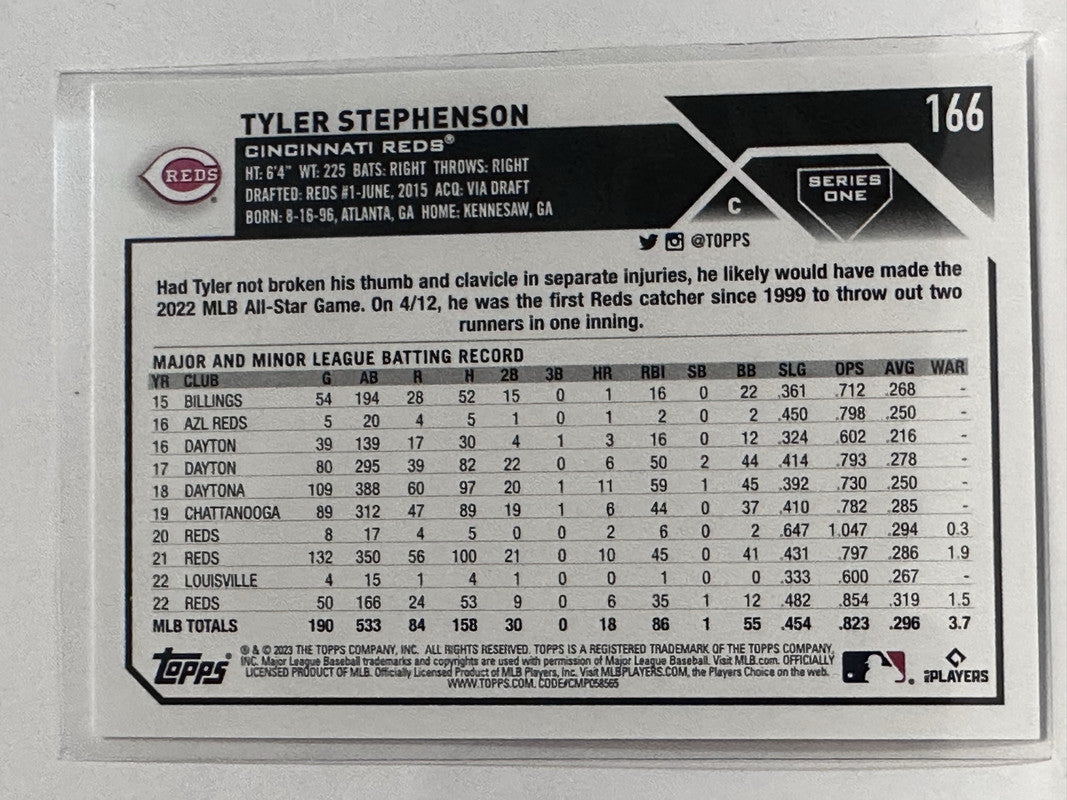 TYLER STEPHENSON
166
REDS
CINCINNATI REDS®
HT: 6'4" WT: 225 BATS: RIGHT THROWS: RIGHT
DRAFTED: REDS #1-JUNE, 2015 ACQ: VIA DRAFT
BORN: 8-16-96, ATLANTA, GA HOME: KENNESAW, GA
C
SERIES
ONE
@TOPPS
Had Tyler not broken his thumb and clavicle in separate injuries, he likely would have made the
2022 MLB All-Star Game. On 4/12, he was the first Reds catcher since 1999 to throw out two
runners in one inning.
MAJOR AND MINOR LEAGUE BATTING RECORD
YR CLUB G AB R H 2B 3B HR RBI SB BB SLG OPS AVG WAR
15 BILLINGS 54 194 28 52 15 0 1 16 0 22 .361 .712 .268 -
16 AZL REDS 5 20 4 5 1 0 1 2 0 2 .450 .798 .250 -
16 DAYTON 39 139 17 30 4 1 3 16 0 12 .324 .602 .216 -
17 DAYTON 80 295 39 82 22 0 6 50 2 44 .414 .793 .278 -
18 DAYTONA 109 388 60 97 20 1 11 59 1 45 .392 .730 .250 -
19 CHATTANOOGA 89 312 47 89 19 1 6 44 0 37 .410 .782 .285 -
20 REDS 8 17 4 5 0 0 2 6 0 2 .647 1.047 .294 0.3
21 REDS 132 350 56 100 21 0 10 45 0 41 .431 .797 .286 1.9
22 LOUISVILLE 4 15 1 4 1 0 0 1 0 0 .333 .600 .267 -
22 REDS 50 166 24 53 9 0 6 35 1 12 .482 .854 .319 1.5
MLB TOTALS 190 533 84 158 30 0 18 86 1 55 .454 .823 .296 3.7
topps
® & © 2023 THE TOPPS COMPANY, INC. ALL RIGHTS RESERVED. TOPPS IS A REGISTERED TRADEMARK OF THE TOPPS COMPANY,
INC. Major League Baseball trademarks and copyrights are used with permission of Major League Baseball. Visit MLB.com. OFFICIALLY
LICENSED PRODUCT OF MLB. Officially Licensed Product of MLB Players, Inc. Visit MLBPLAYERS.COM, the Players Choice on the web.
WWW.TOPPS.COM. CODE#CMP058565
MLBPLAYERS